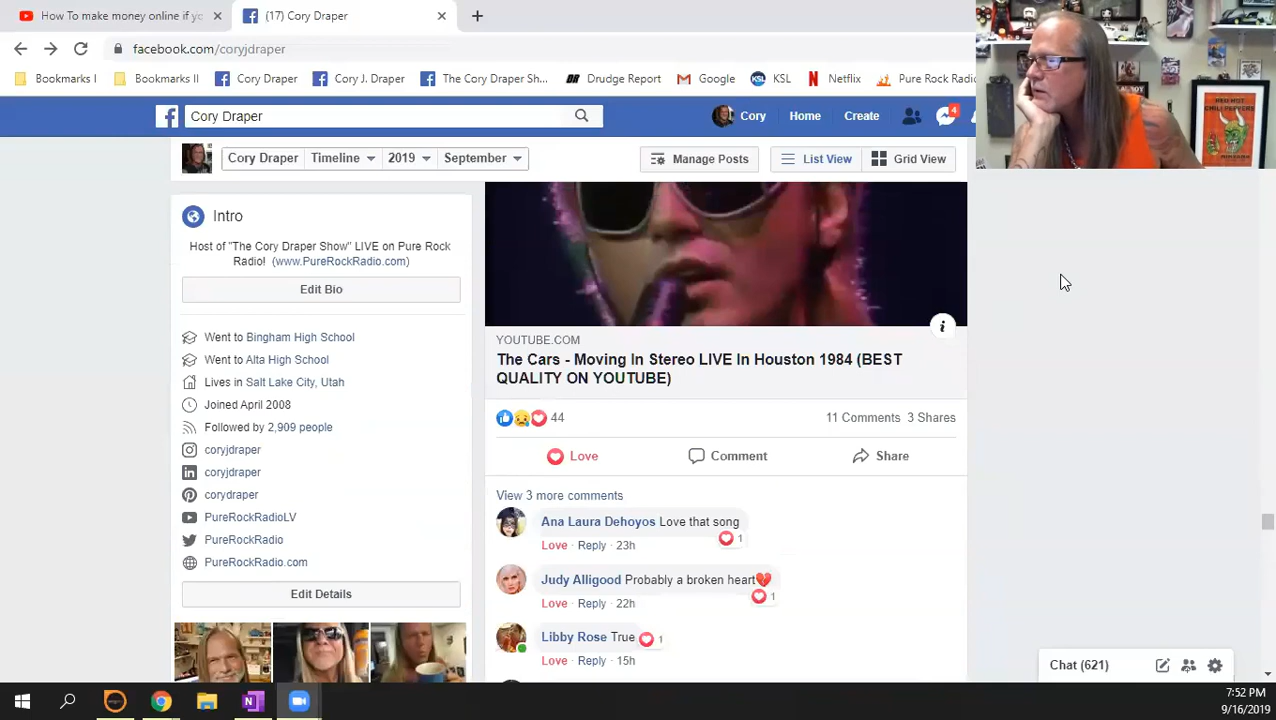 How To make money online if yo
(17) Cory Draper
facebook.com/coryjdraper
Bookmarks I
Bookmarks II
Cory Draper
Cory J. Draper
The Cory Draper Sh...
Drudge Report
Google
KSL
Netflix
Pure Rock Radio
Cory Draper
Cory
Home
Create
4
RED HOT
CHILI PEPPERS
Cory Draper
Timeline
2019
September
Manage Posts
List View
Grid View
Intro
Host of "The Cory Draper Show" LIVE on Pure Rock
Radio! (www.PureRockRadio.com)
Edit Bio
Went to Bingham High School
Went to Alta High School
Lives in Salt Lake City, Utah
Joined April 2008
Followed by 2,909 people
coryjdraper
coryjdraper
corydraper
PureRockRadioLV
PureRockRadio
PureRockRadio.com
Edit Details
YOUTUBE.COM
The Cars - Moving In Stereo LIVE In Houston 1984 (BEST
QUALITY ON YOUTUBE)
44
11 Comments 3 Shares
Love
Comment
Share
View 3 more comments
Ana Laura Dehoyos Love that song
1
Love · Reply · 23h
Judy Alligood Probably a broken heart💔
1
Love · Reply · 22h
Libby Rose True
1
Love · Reply · 15h
Chat (621)
7:52 PM
9/16/2019